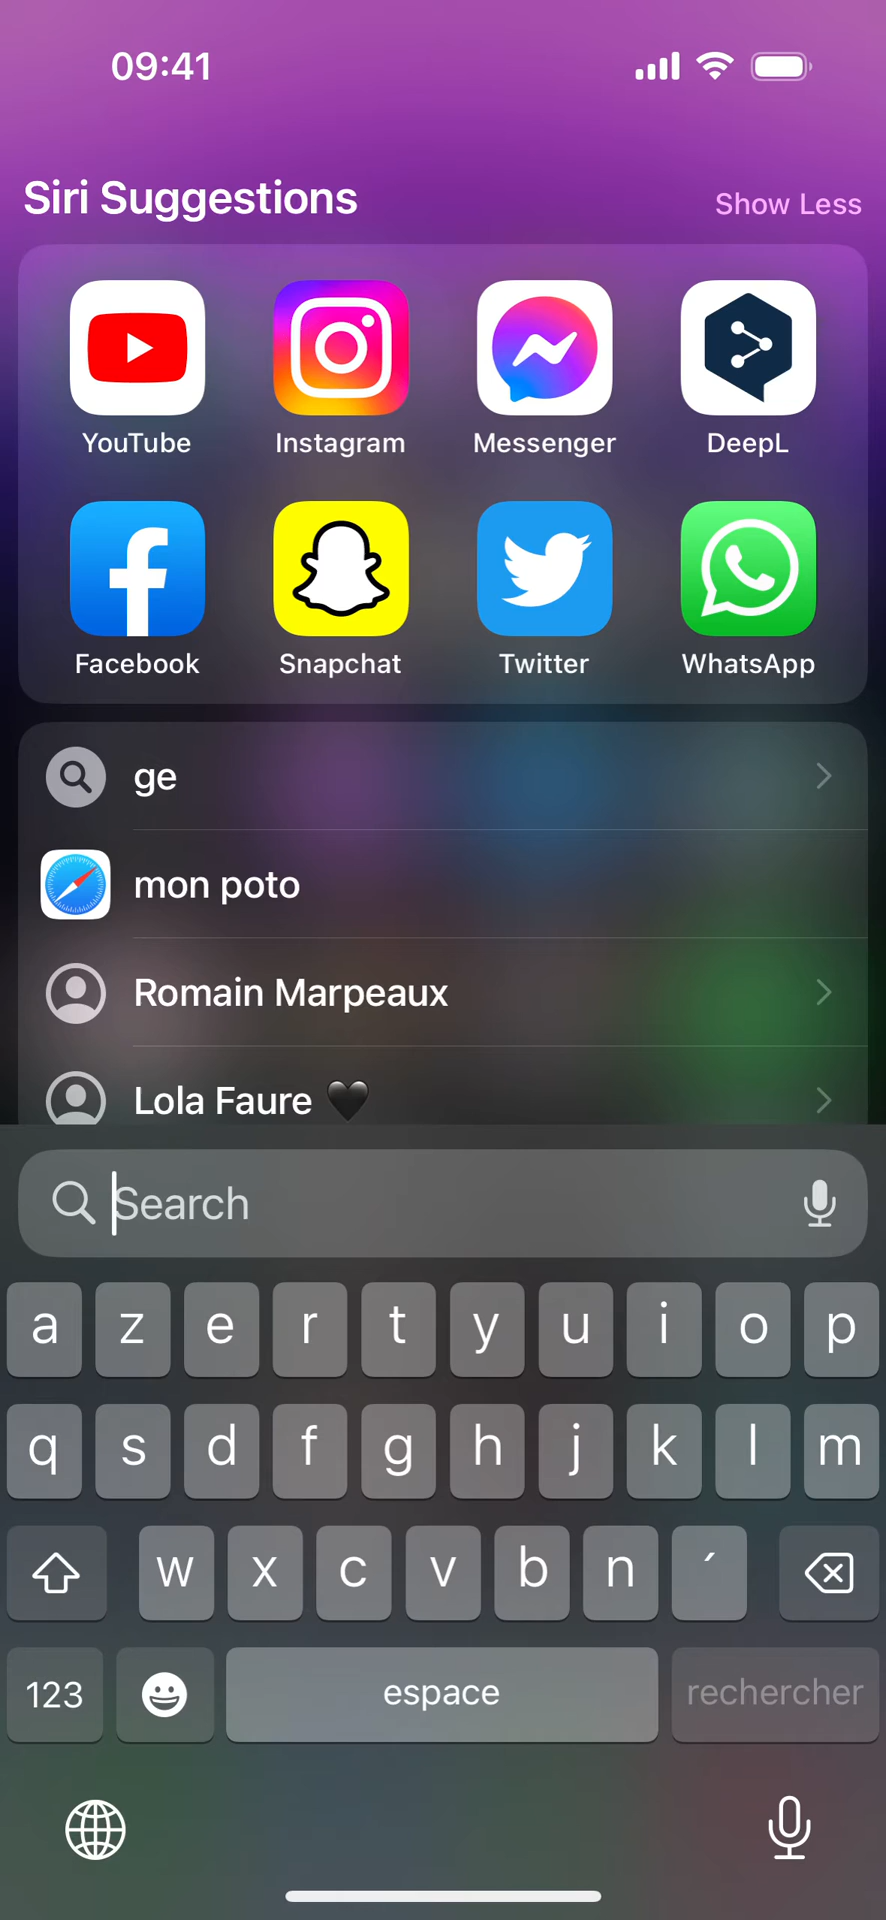 09:41
Siri Suggestions
Show Less
YouTube
Instagram
Messenger
DeepL
Facebook
Snapchat
Twitter
WhatsApp
ge
mon poto
Romain Marpeaux
Lola Faure 🖤
Search
a z e r t y u i o p
q s d f g h j k l m
w x c v b n ´
123
espace
rechercher